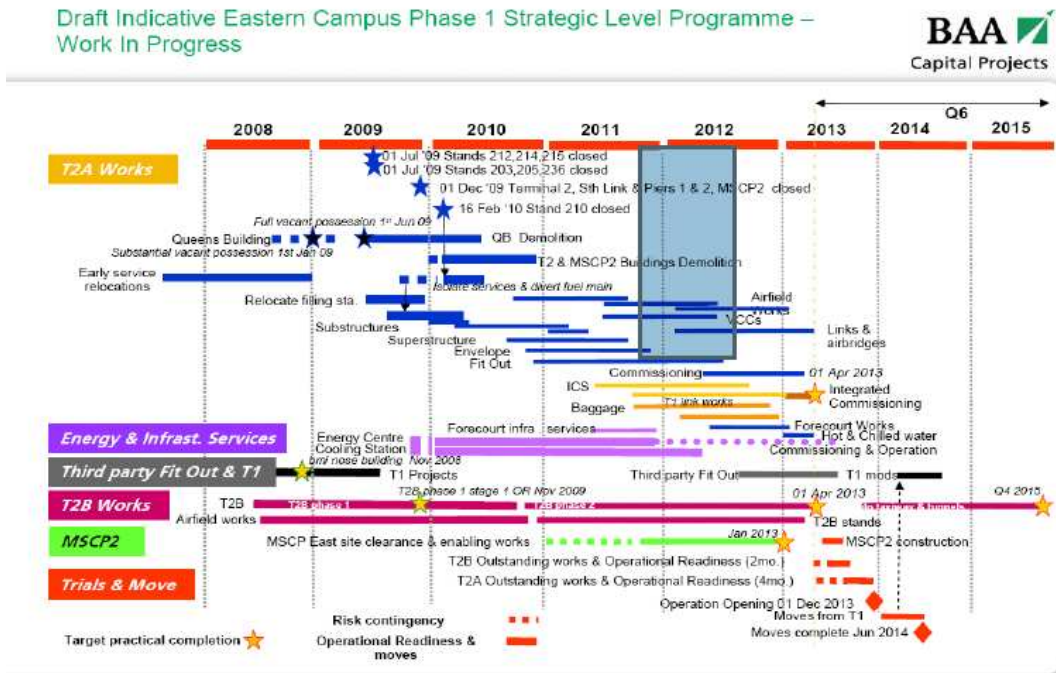 Draft Indicative Eastern Campus Phase 1 Strategic Level Programme –
Work In Progress
BAA
Capital Projects
Q6
2008 2009 2010 2011 2012 2013 2014 2015
T2A Works
01 Jul '09 Stands 212,214,215 closed
01 Jul '09 Stands 203,205,236 closed
01 Dec '09 Terminal 2, Sth Link & Piers 1 & 2, MSCP2 closed
16 Feb '10 Stand 210 closed
Full vacant possession 1st Jun 09
Queens Building
QB Demolition
Substantial vacant possession 1st Jan 09
T2 & MSCP2 Buildings Demolition
Early service
relocations
Isolate services & divert fuel main
Relocate filling sta.
Airfield
Works
VCCs
Substructures
Links &
airbridges
Superstructure
Envelope
Fit Out
Commissioning
01 Apr 2013
ICS
Integrated
Commissioning
T1 link works
Baggage
Forecourt Works
Energy & Infrast. Services
Forecourt infra services
Hot & Chilled water
Energy Centre
Cooling Station
Commissioning & Operation
bmi nose building Nov 2008
Third party Fit Out & T1
T1 Projects
Third party Fit Out
T1 mods
T2B phase 1 stage 1 OR Nov 2009
01 Apr 2013
Q4 2015
T2B Works
T2B
T2B phase 1
T2B phase 2
& tunnels
Airfield works
T2B stands
Jan 2013
MSCP2
MSCP East site clearance & enabling works
MSCP2 construction
T2B Outstanding works & Operational Readiness (2mo.)
Trials & Move
T2A Outstanding works & Operational Readiness (4mo.)
Operation Opening 01 Dec 2013
Moves from T1
Risk contingency
Moves complete Jun 2014
Target practical completion
Operational Readiness &
moves